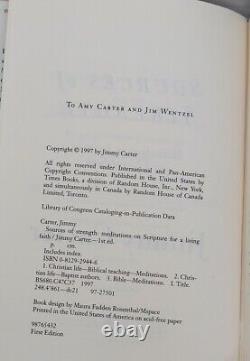 To Amy Carter and Jim Wentzel
Copyright © 1997 by Jimmy Carter
All rights reserved under International and Pan-American
Copyright Conventions. Published in the United States by
Times Books, a division of Random House, Inc., New York,
and simultaneously in Canada by Random House of Canada
Limited, Toronto.
Library of Congress Cataloging-in-Publication Data
Carter, Jimmy
Sources of strength: meditations on Scripture for a living
faith / Jimmy Carter.—1st ed.
p. cm.
Includes index.
ISBN 0-8129-2944-6
1. Christian life—Biblical teaching—Meditations. 2. Chris-
tian life—Baptist authors. 3. Bible—Meditations. I. Title.
BS680.C47C37 1997
248.4'861—dc21 97-27501
Book design by Maura Fadden Rosenthal/Mspace
Printed in the United States of America on acid-free paper
98765432
First Edition